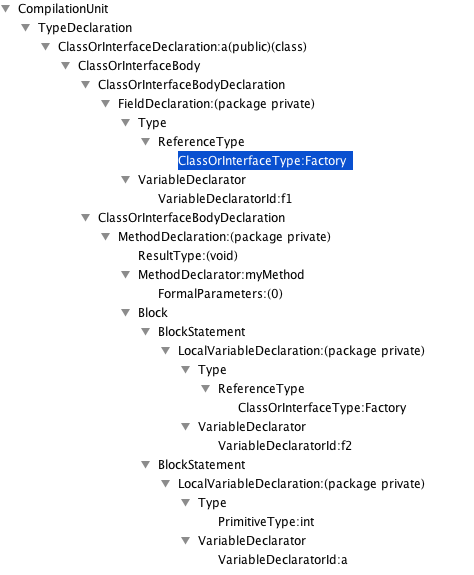 CompilationUnit
TypeDeclaration
ClassOrInterfaceDeclaration:a(public)(class)
ClassOrInterfaceBody
ClassOrInterfaceBodyDeclaration
FieldDeclaration:(package private)
Type
ReferenceType
ClassOrInterfaceType:Factory
VariableDeclarator
VariableDeclaratorId:f1
ClassOrInterfaceBodyDeclaration
MethodDeclaration:(package private)
ResultType:(void)
MethodDeclarator:myMethod
FormalParameters:(0)
Block
BlockStatement
LocalVariableDeclaration:(package private)
Type
ReferenceType
ClassOrInterfaceType:Factory
VariableDeclarator
VariableDeclaratorId:f2
BlockStatement
LocalVariableDeclaration:(package private)
Type
PrimitiveType:int
VariableDeclarator
VariableDeclaratorId:a